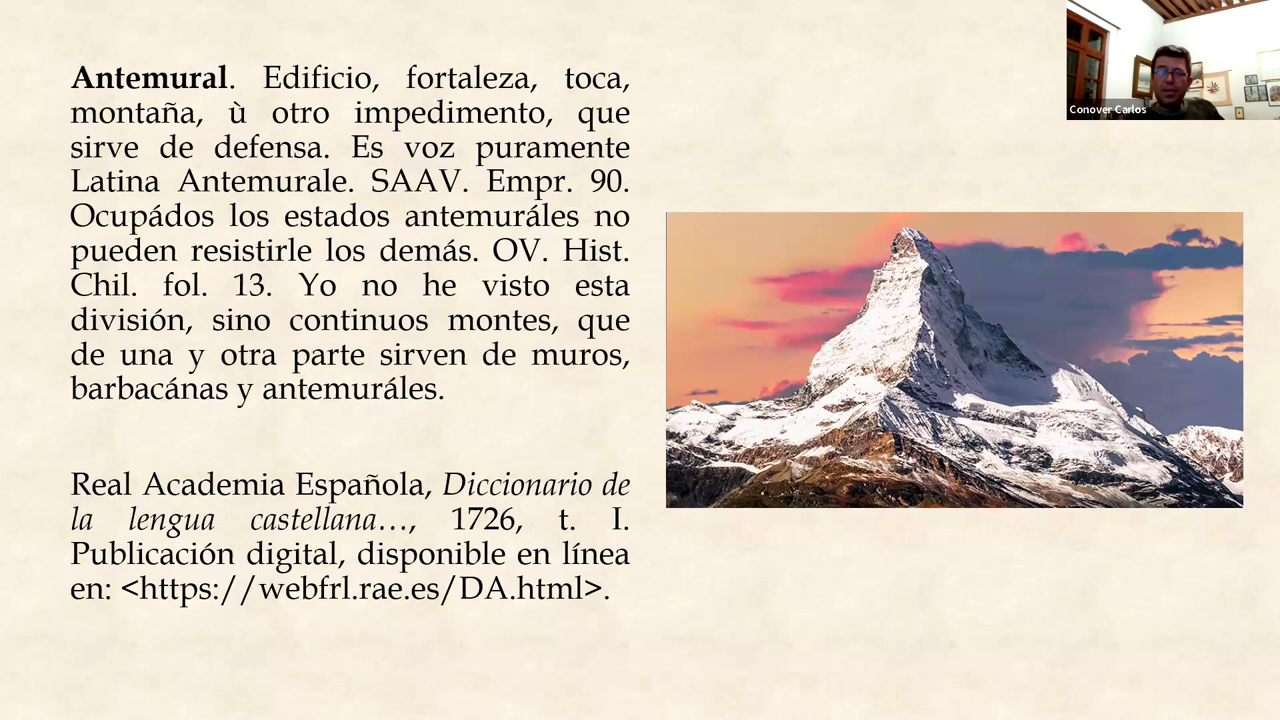 Antemural. Edificio, fortaleza, toca,
montaña, ù otro impedimento, que
sirve de defensa. Es voz puramente
Latina Antemurale. SAAV. Empr. 90.
Ocupádos los estados antemuráles no
pueden resistirle los demás. OV. Hist.
Chil. fol. 13. Yo no he visto esta
división, sino continuos montes, que
de una y otra parte sirven de muros,
barbacánas y antemuráles.
Real Academia Española, Diccionario de
la lengua castellana…, 1726, t. I.
Publicación digital, disponible en línea
en: <https://webfrl.rae.es/DA.html>.
Conover Carlos